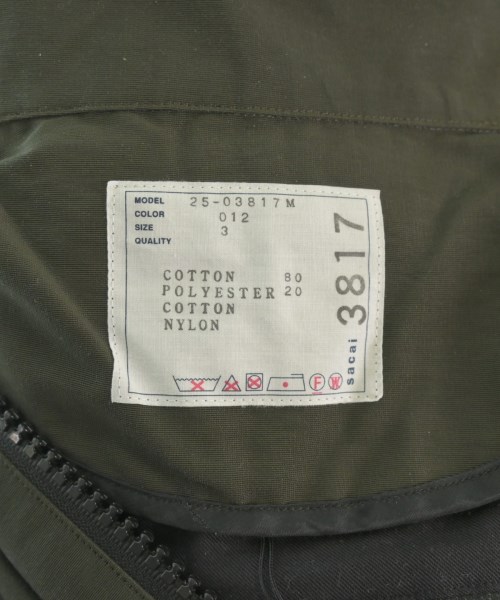 MODEL 25-03817M
COLOR 012
SIZE 3
QUALITY
COTTON 80
POLYESTER 20
COTTON
NYLON
F W
sacai 3817